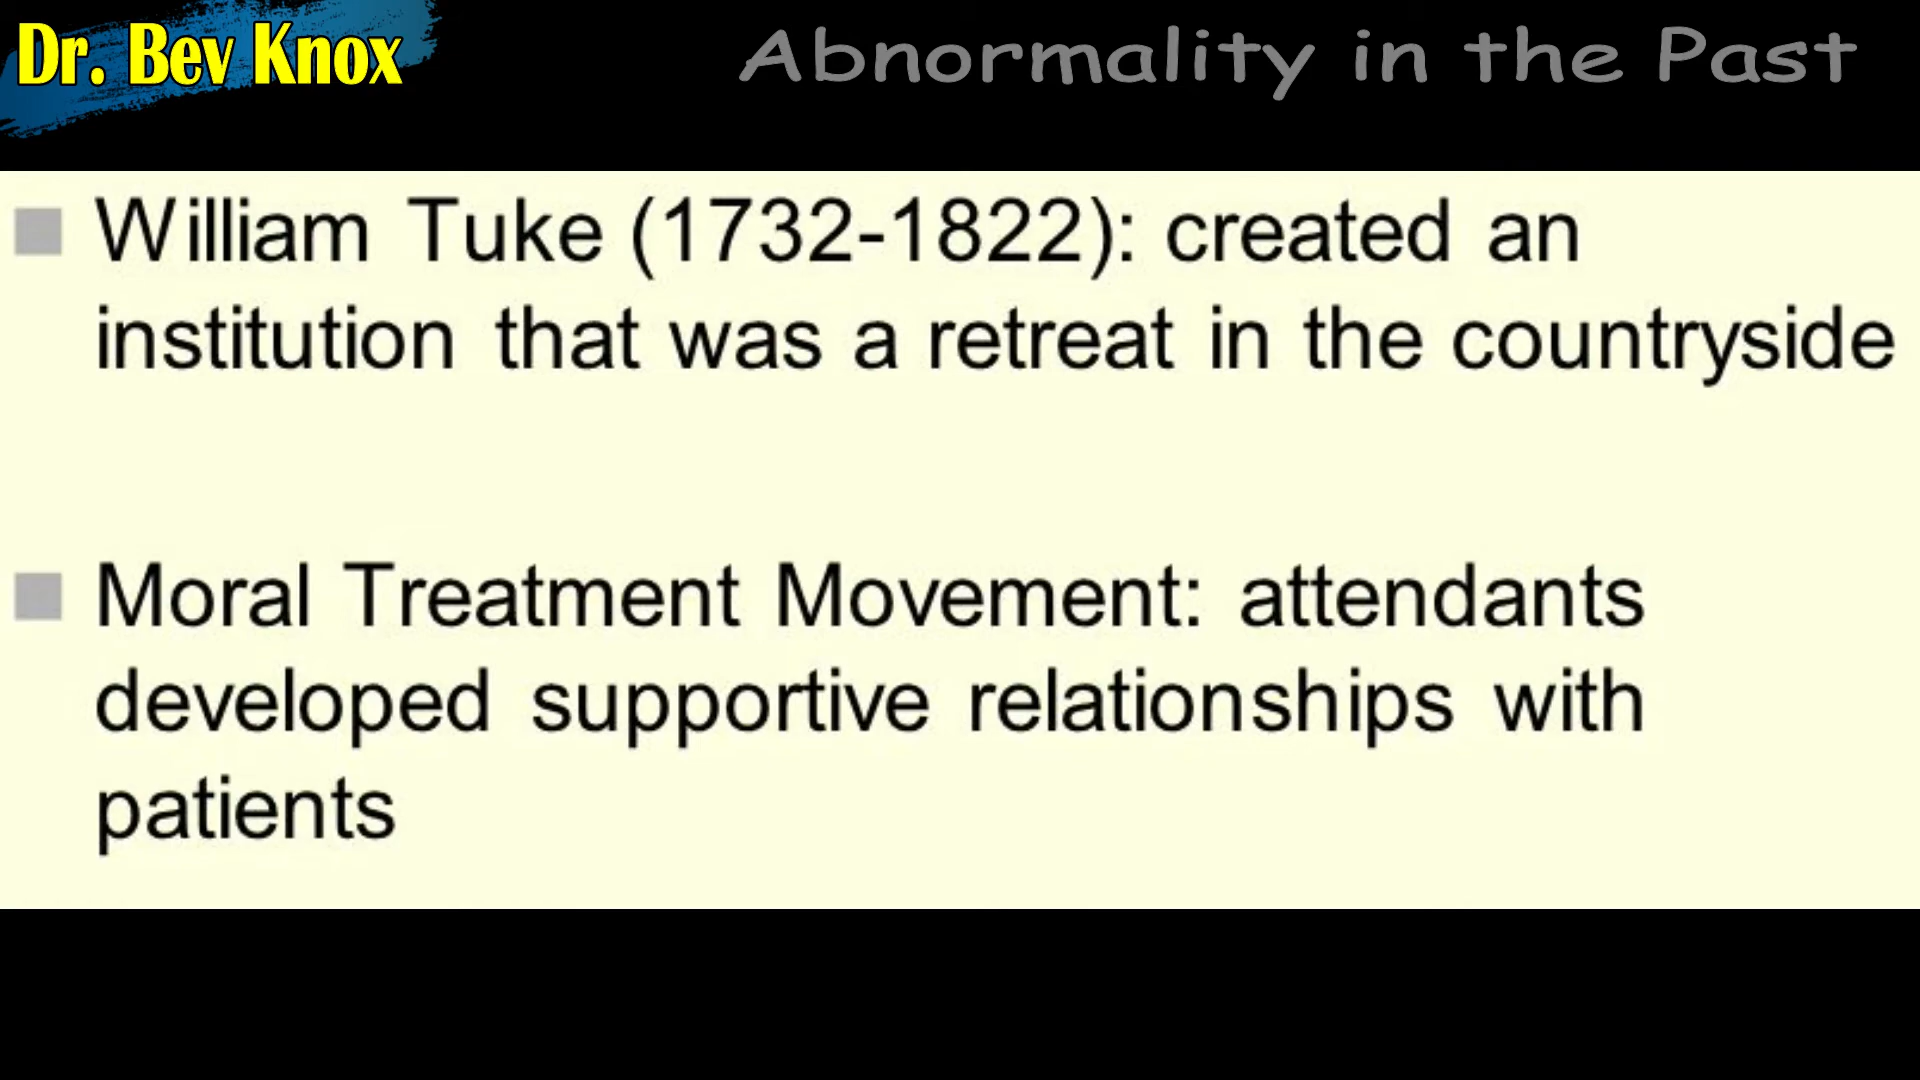 Dr. Bev Knox
Abnormality in the Past
William Tuke (1732-1822): created an
institution that was a retreat in the countryside
Moral Treatment Movement: attendants
developed supportive relationships with
patients